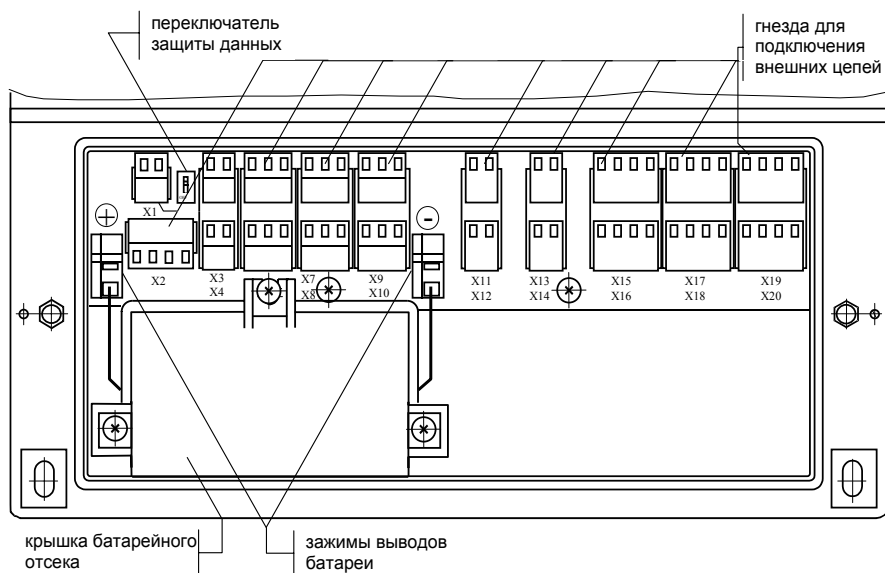 переключатель
защиты данных
гнезда для
подключения
внешних цепей
X1
+
-
X2
X3
X4
X7
X8
X9
X10
X11
X12
X13
X14
X15
X16
X17
X18
X19
X20
крышка батарейного
отсека
зажимы выводов
батареи